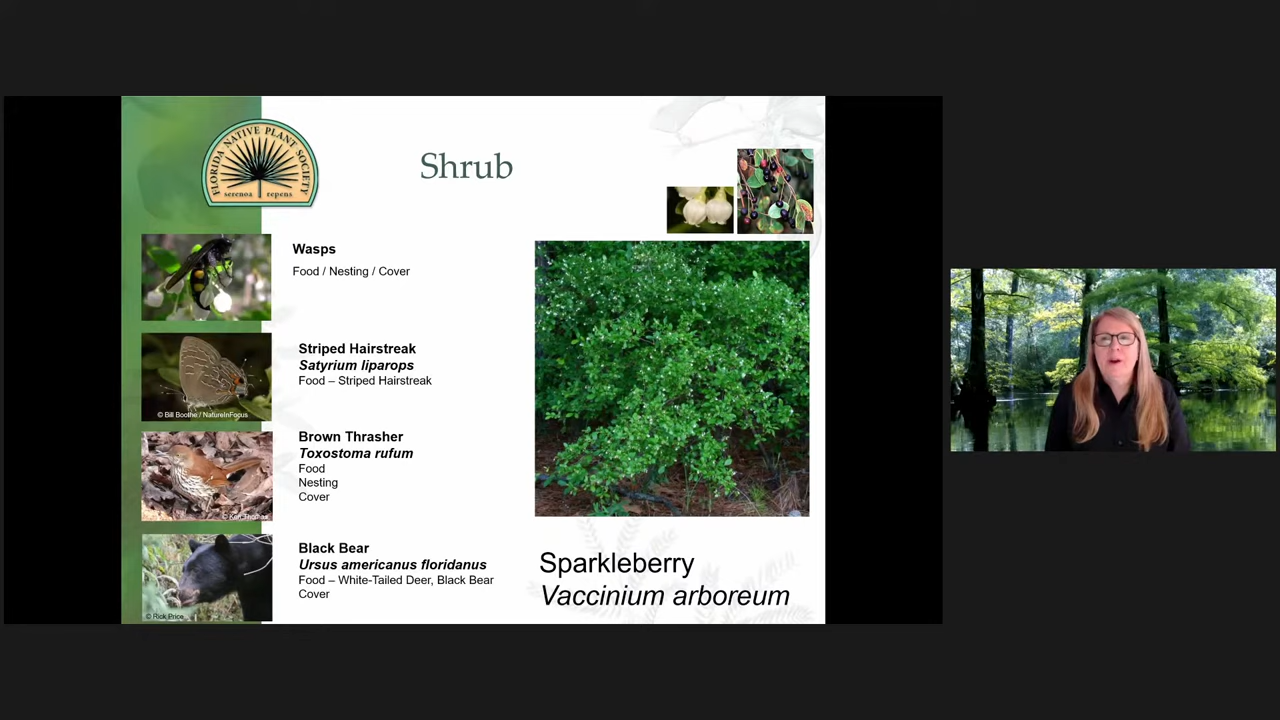 FLORIDA NATIVE PLANT SOCIETY
serenoa repens
Shrub
Wasps
Food / Nesting / Cover
Striped Hairstreak
Satyrium liparops
Food – Striped Hairstreak
© Bill Boothe / NatureInFocus
Brown Thrasher
Toxostoma rufum
Food
Nesting
Cover
© Ken Thomas
Black Bear
Ursus americanus floridanus
Food – White-Tailed Deer, Black Bear
Cover
© Rick Price
Sparkleberry
Vaccinium arboreum